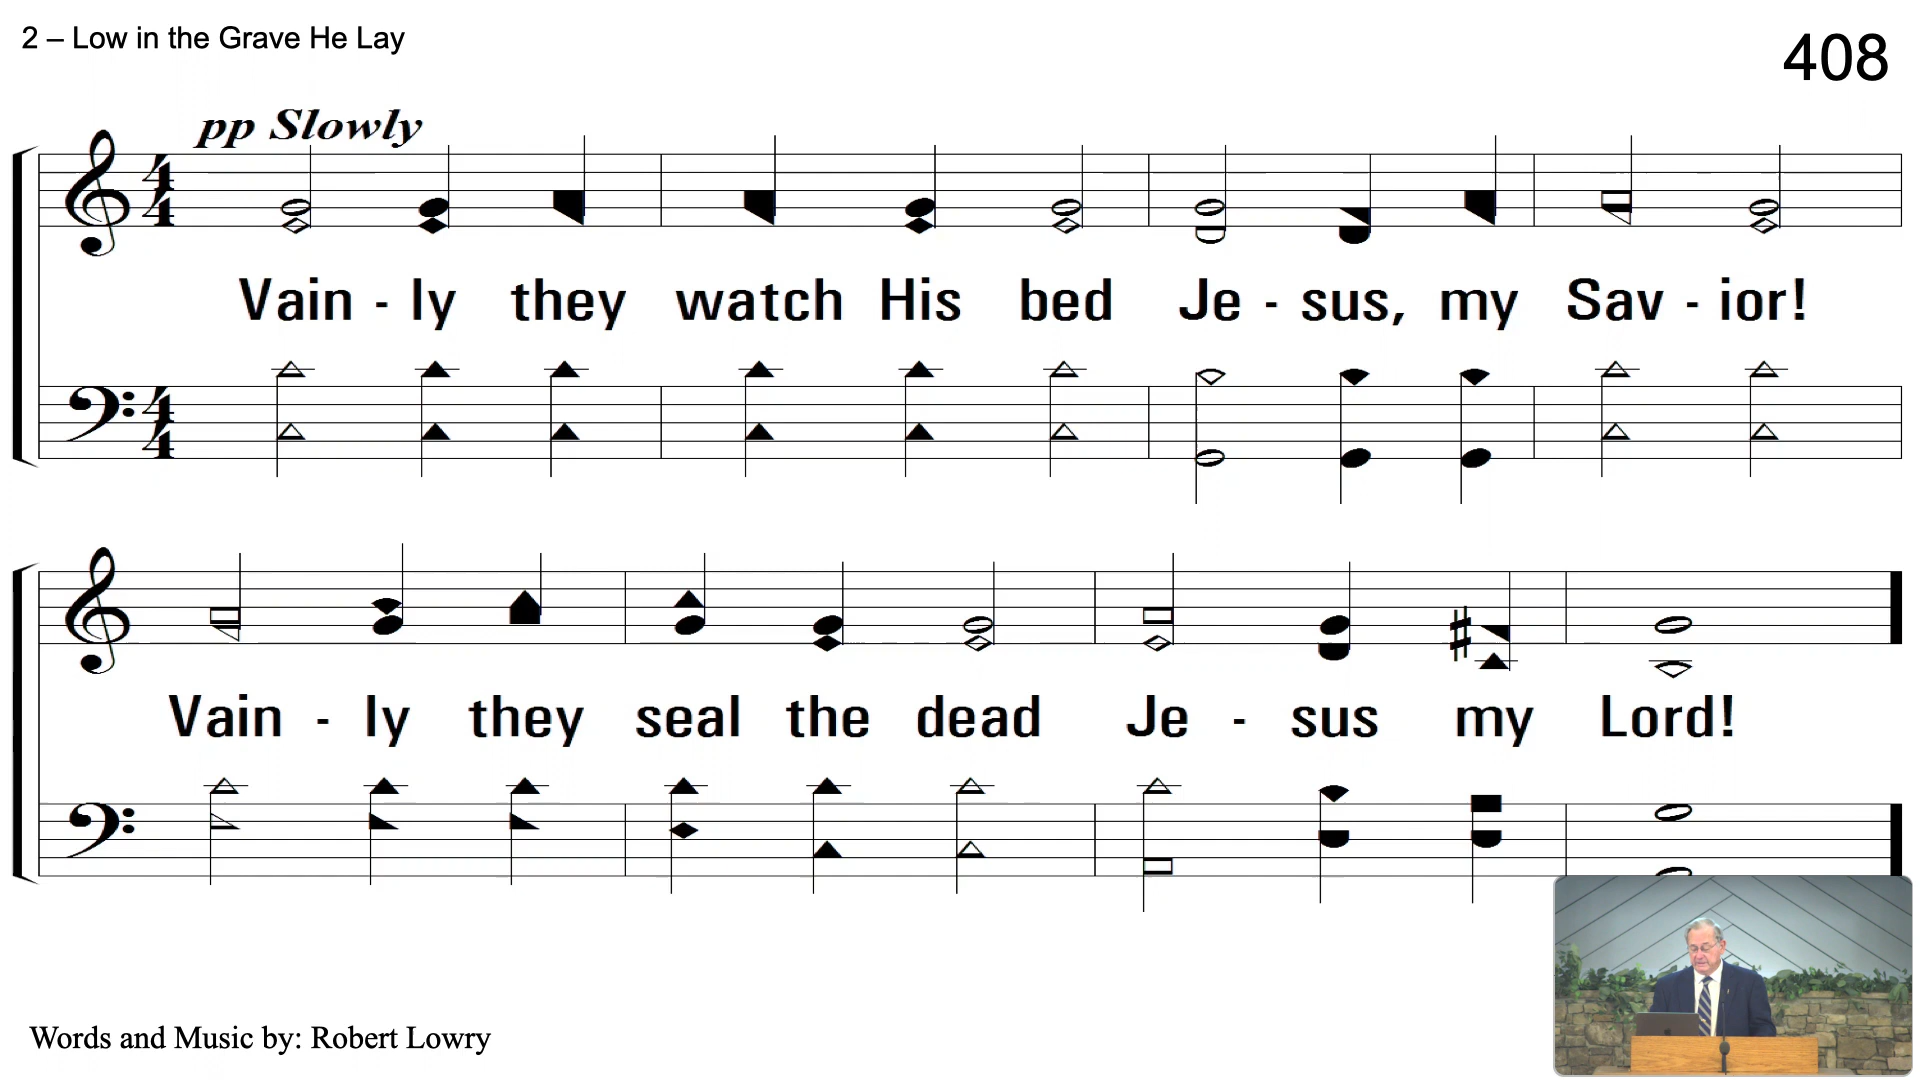 2 – Low in the Grave He Lay
408
pp Slowly
Vain - ly they watch His bed Je - sus, my Sav - ior!
Vain - ly they seal the dead Je - sus my Lord!
Words and Music by: Robert Lowry